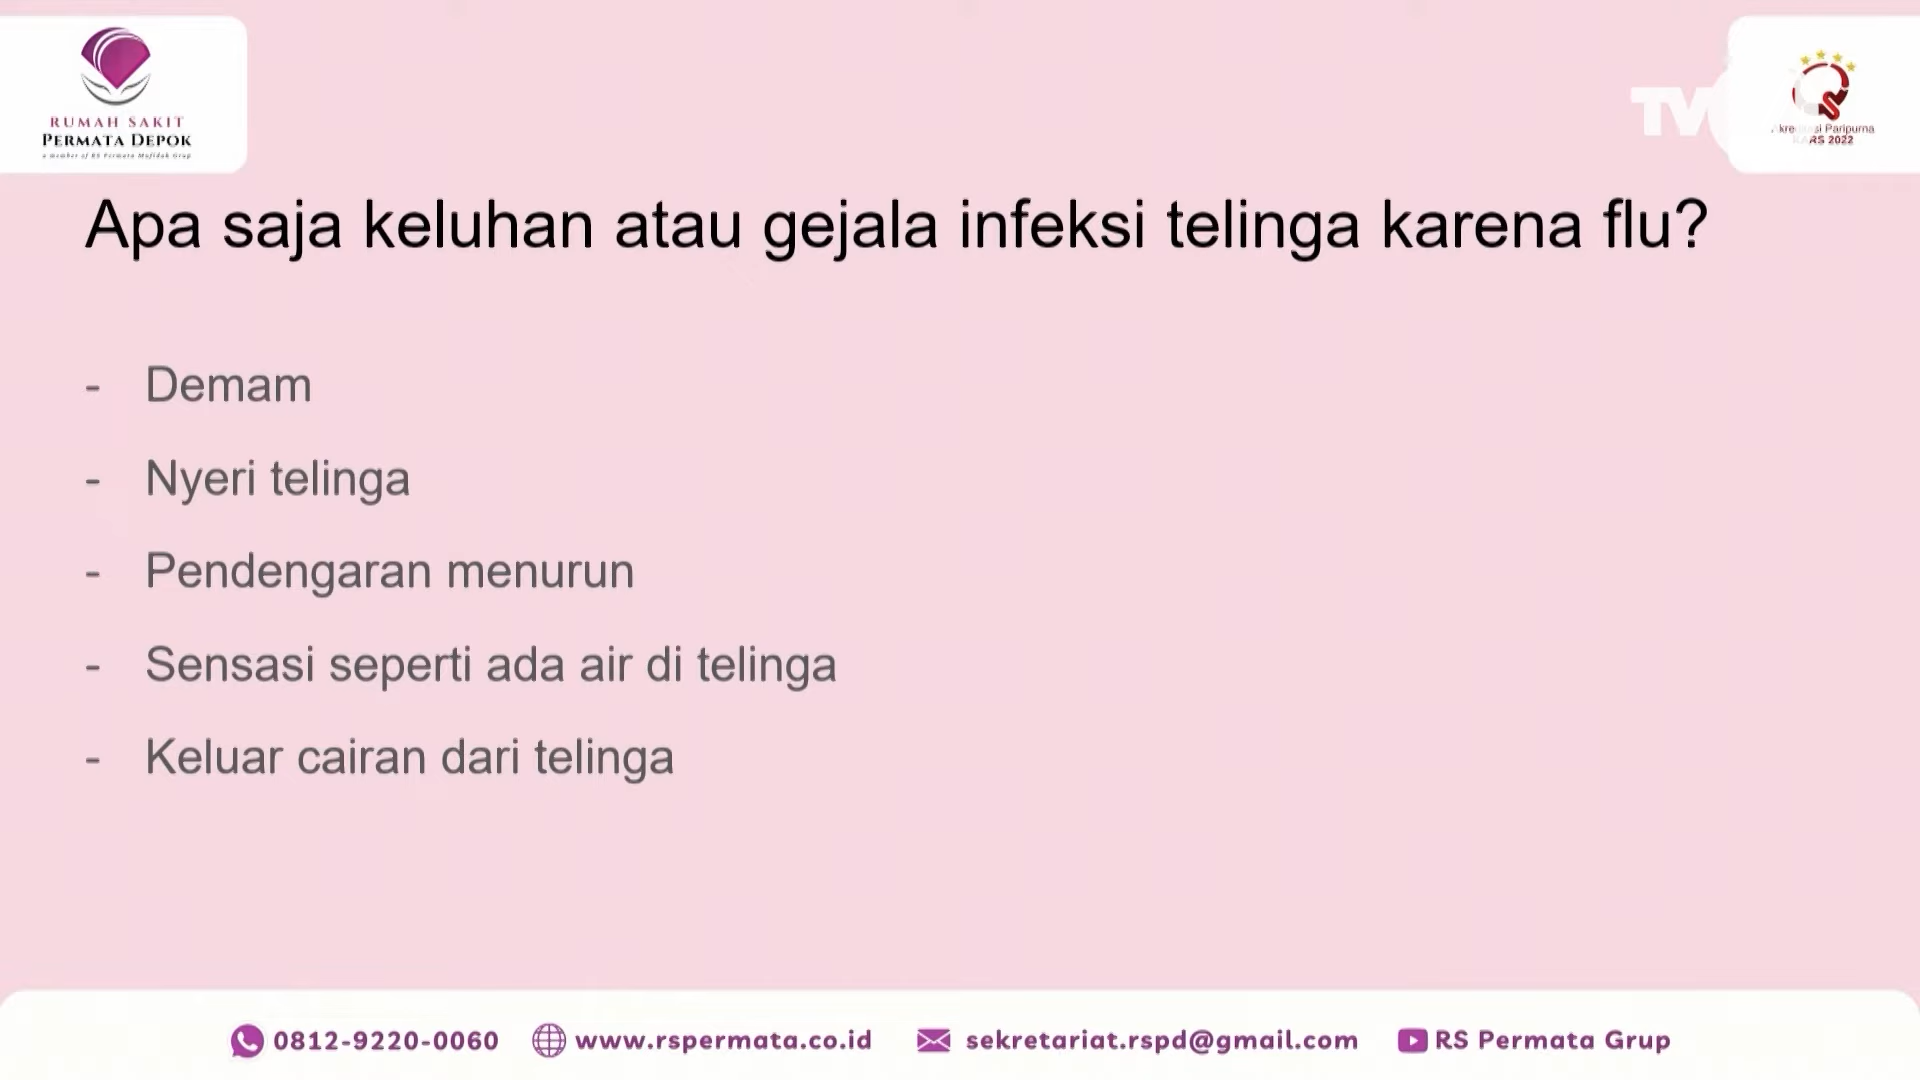 RUMAH SAKIT
PERMATA DEPOK
a member of RS Permata Mufidah Grup
TV
Paripurna
KARS 2022
Apa saja keluhan atau gejala infeksi telinga karena flu?
- Demam
- Nyeri telinga
- Pendengaran menurun
- Sensasi seperti ada air di telinga
- Keluar cairan dari telinga
0812-9220-0060
www.rspermata.co.id
sekretariat.rspd@gmail.com
RS Permata Grup